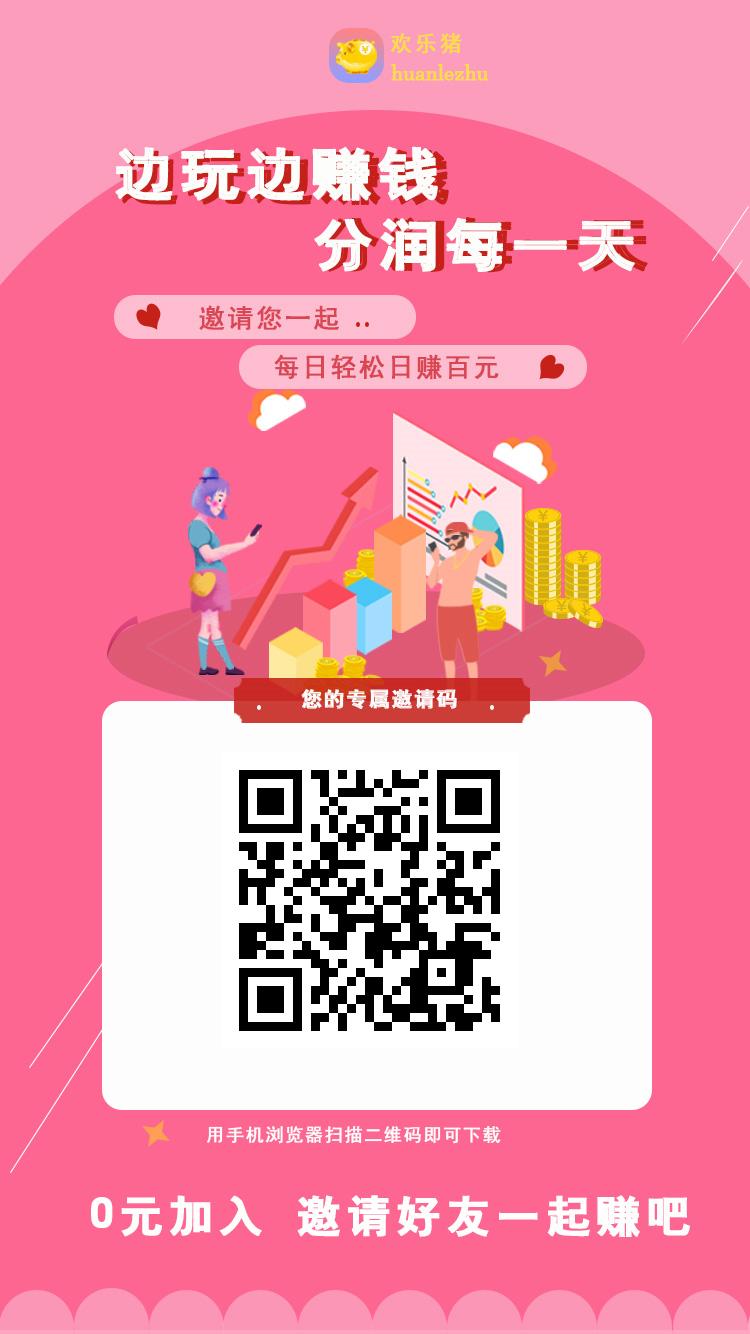 欢乐猪
huanlezhu
边玩边赚钱
分润每一天
邀请您一起 ..
每日轻松日赚百元
您的专属邀请码
用手机浏览器扫描二维码即可下载
0元加入 邀请好友一起赚吧